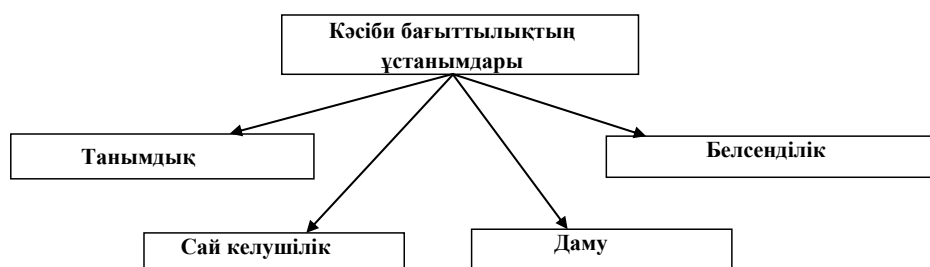 Кәсіби бағыттылықтың
ұстанымдары
Танымдық
Белсенділік
Сай келушілік
Даму